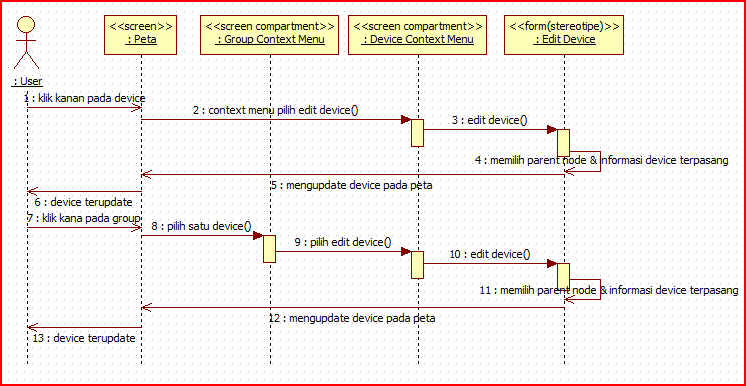 <<screen>>
: Peta
<<screen compartment>>
: Group Context Menu
<<screen compartment>>
: Device Context Menu
<<form(stereotipe)>>
: Edit Device
: User
1 : klik kanan pada device
2 : context menu pilih edit device()
3 : edit device()
4 : memilih parent node & informasi device terpasang
5 : mengupdate device pada peta
6 : device terupdate
7 : klik kana pada group
8 : pilih satu device()
9 : pilih edit device()
10 : edit device()
11 : memilih parent node & informasi device terpasang
12 : mengupdate device pada peta
13 : device terupdate